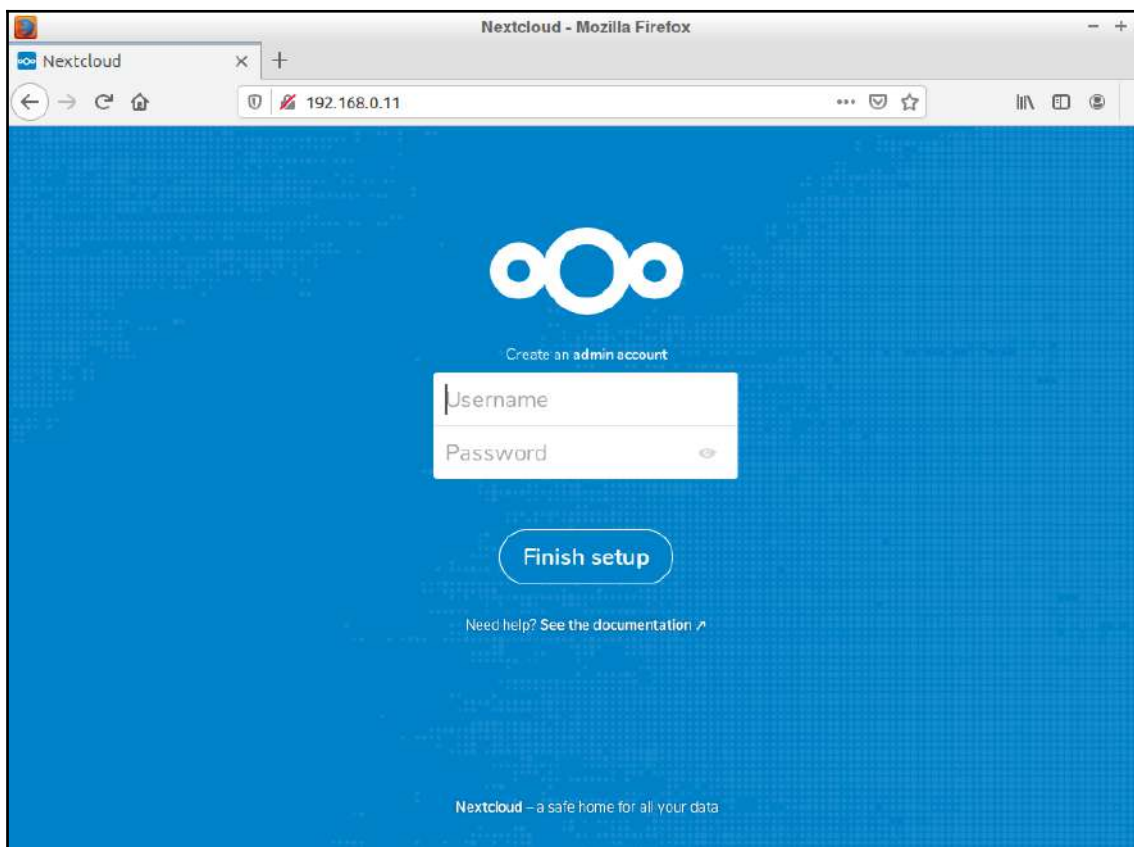 Nextcloud - Mozilla Firefox
Nextcloud
192.168.0.11
Create an admin account
Username
Password
Finish setup
Need help? See the documentation ↗
Nextcloud – a safe home for all your data